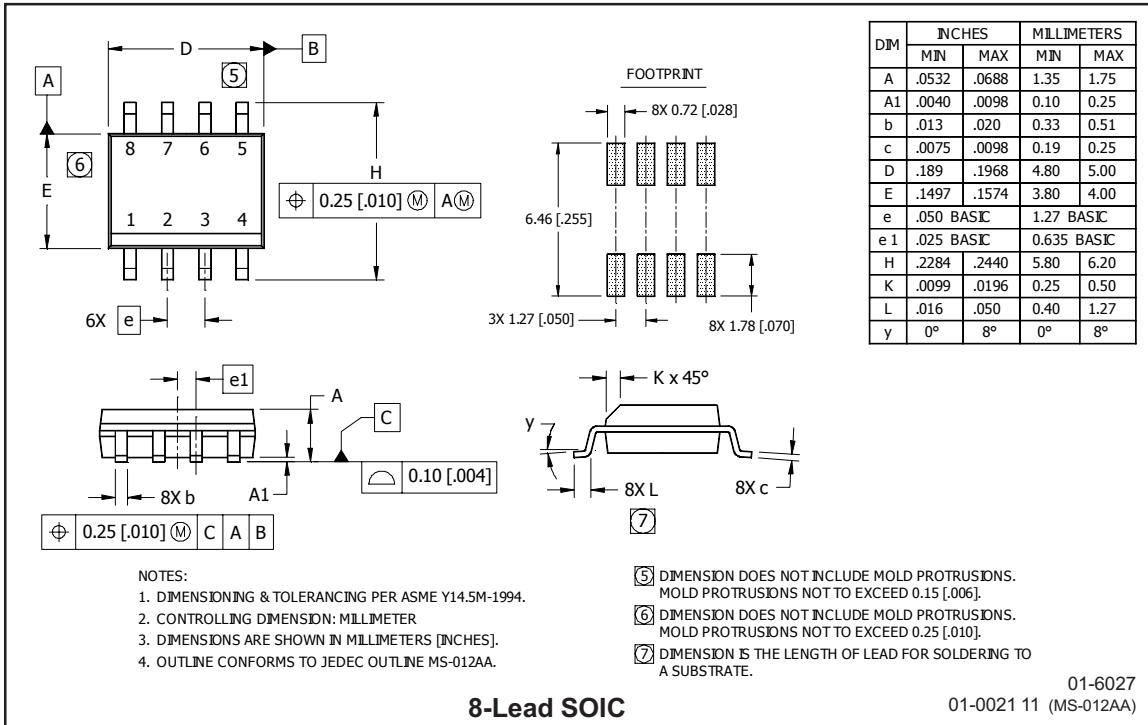 D
B
5
A
8 7 6 5
6
E
H
⌖ 0.25 [.010] Ⓜ AⓂ
1 2 3 4
6X e
FOOTPRINT
8X 0.72 [.028]
6.46 [.255]
3X 1.27 [.050]
8X 1.78 [.070]
DIM INCHES MILLIMETERS
MIN MAX MIN MAX
A .0532 .0688 1.35 1.75
A1 .0040 .0098 0.10 0.25
b .013 .020 0.33 0.51
c .0075 .0098 0.19 0.25
D .189 .1968 4.80 5.00
E .1497 .1574 3.80 4.00
e .050 BASIC 1.27 BASIC
e 1 .025 BASIC 0.635 BASIC
H .2284 .2440 5.80 6.20
K .0099 .0196 0.25 0.50
L .016 .050 0.40 1.27
y 0° 8° 0° 8°
e1
A
C
0.10 [.004]
8X b
A1
⌖ 0.25 [.010] Ⓜ C A B
K x 45°
y
8X L
8X c
7
NOTES:
1. DIMENSIONING & TOLERANCING PER ASME Y14.5M-1994.
2. CONTROLLING DIMENSION: MILLIMETER
3. DIMENSIONS ARE SHOWN IN MILLIMETERS [INCHES].
4. OUTLINE CONFORMS TO JEDEC OUTLINE MS-012AA.
5 DIMENSION DOES NOT INCLUDE MOLD PROTRUSIONS.
MOLD PROTRUSIONS NOT TO EXCEED 0.15 [.006].
6 DIMENSION DOES NOT INCLUDE MOLD PROTRUSIONS.
MOLD PROTRUSIONS NOT TO EXCEED 0.25 [.010].
7 DIMENSION IS THE LENGTH OF LEAD FOR SOLDERING TO
A SUBSTRATE.
8-Lead SOIC
01-6027
01-0021 11 (MS-012AA)